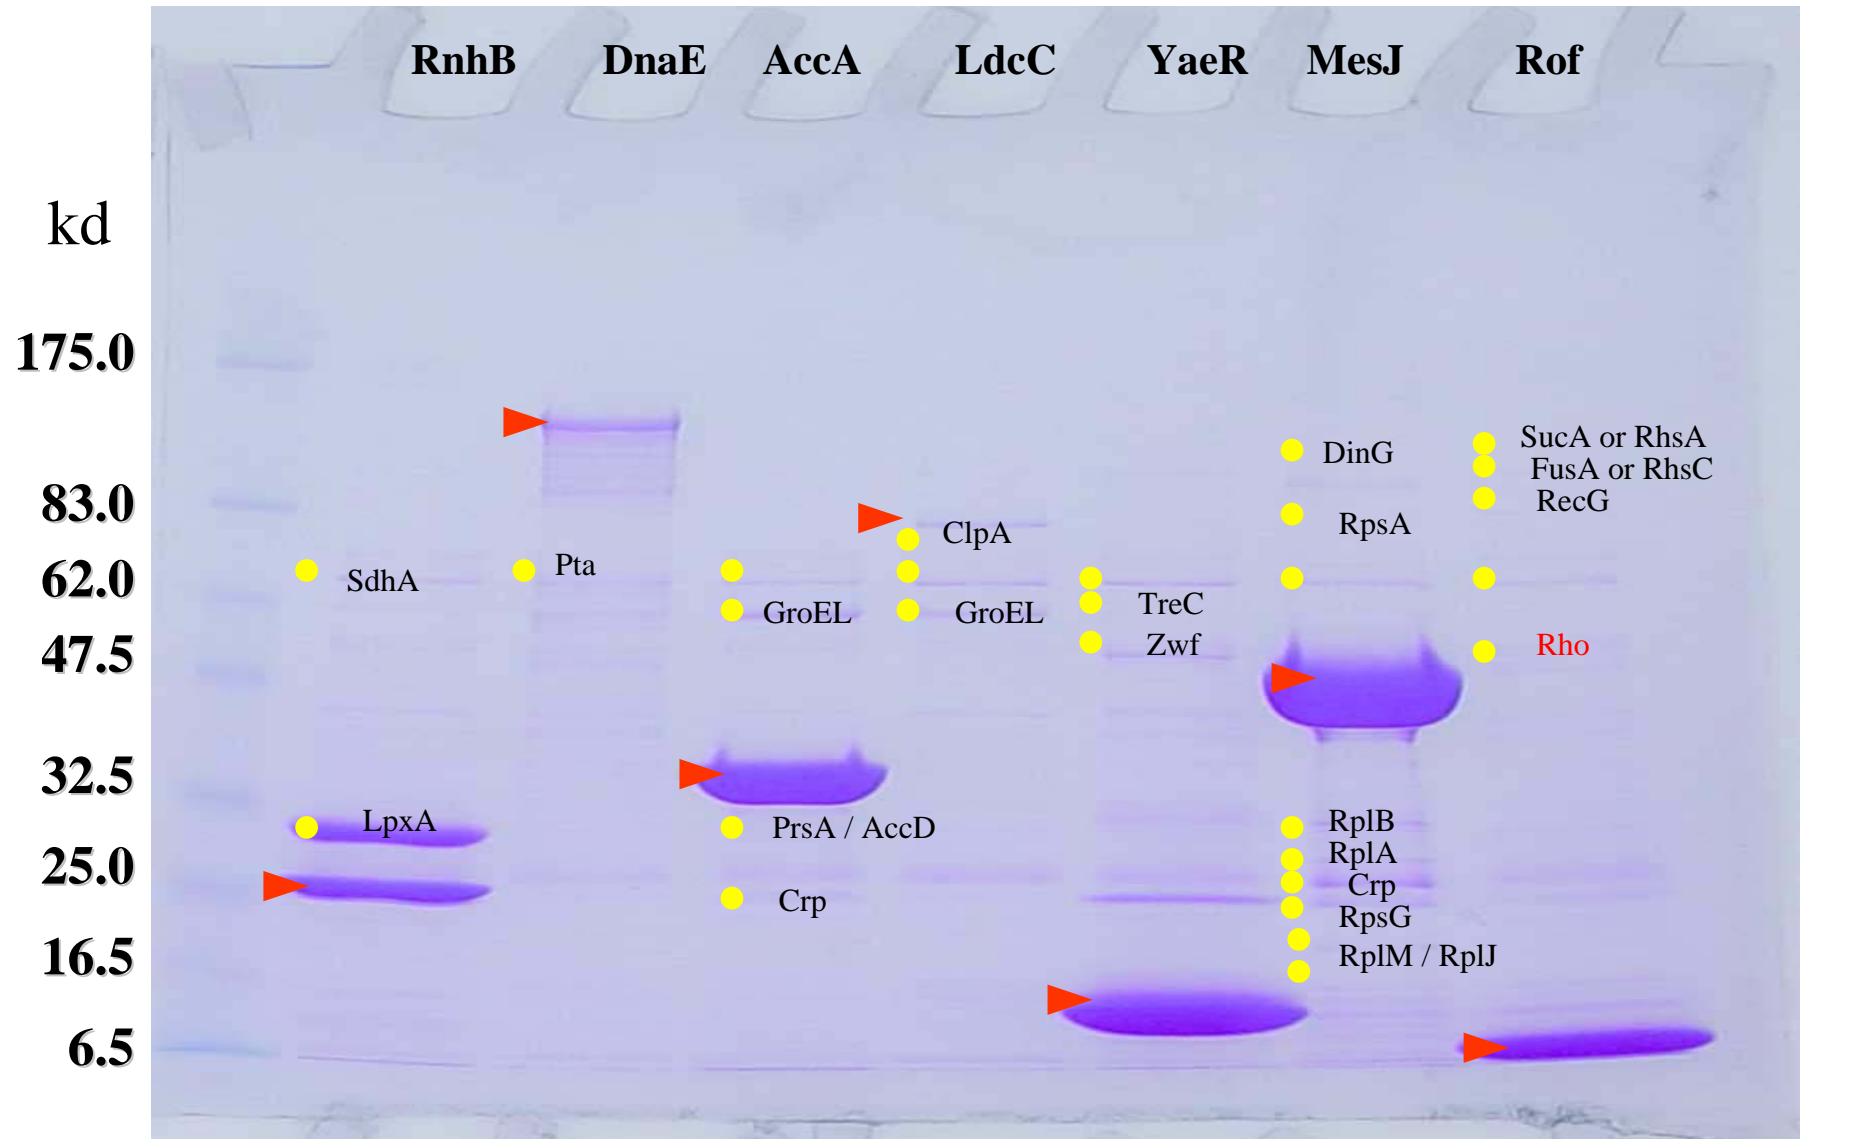 RnhB DnaE AccA LdcC YaeR MesJ Rof
kd
175.0
83.0
62.0
47.5
32.5
25.0
16.5
6.5
SdhA
LpxA
Pta
GroEL
PrsA / AccD
Crp
ClpA
GroEL
TreC
Zwf
DinG
RpsA
RplB
RplA
Crp
RpsG
RplM / RplJ
SucA or RhsA
FusA or RhsC
RecG
Rho